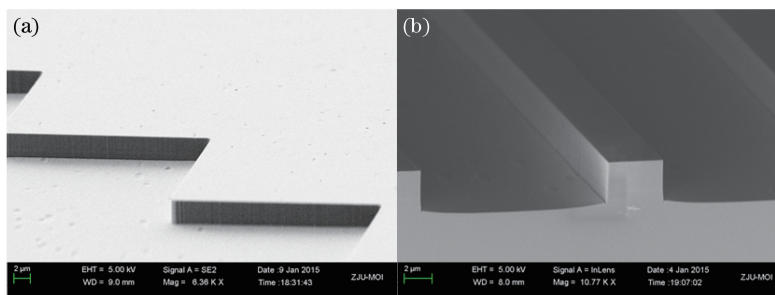 (a)
(b)
2 μm
EHT = 5.00 kV
Signal A = SE2
Date :9 Jan 2015
WD = 9.0 mm
Mag = 6.36 K X
Time :18:31:43
ZJU-MOI
2 μm
EHT = 5.00 kV
Signal A = InLens
Date :4 Jan 2015
WD = 8.0 mm
Mag = 10.77 K X
Time :19:07:02
ZJU-MOI